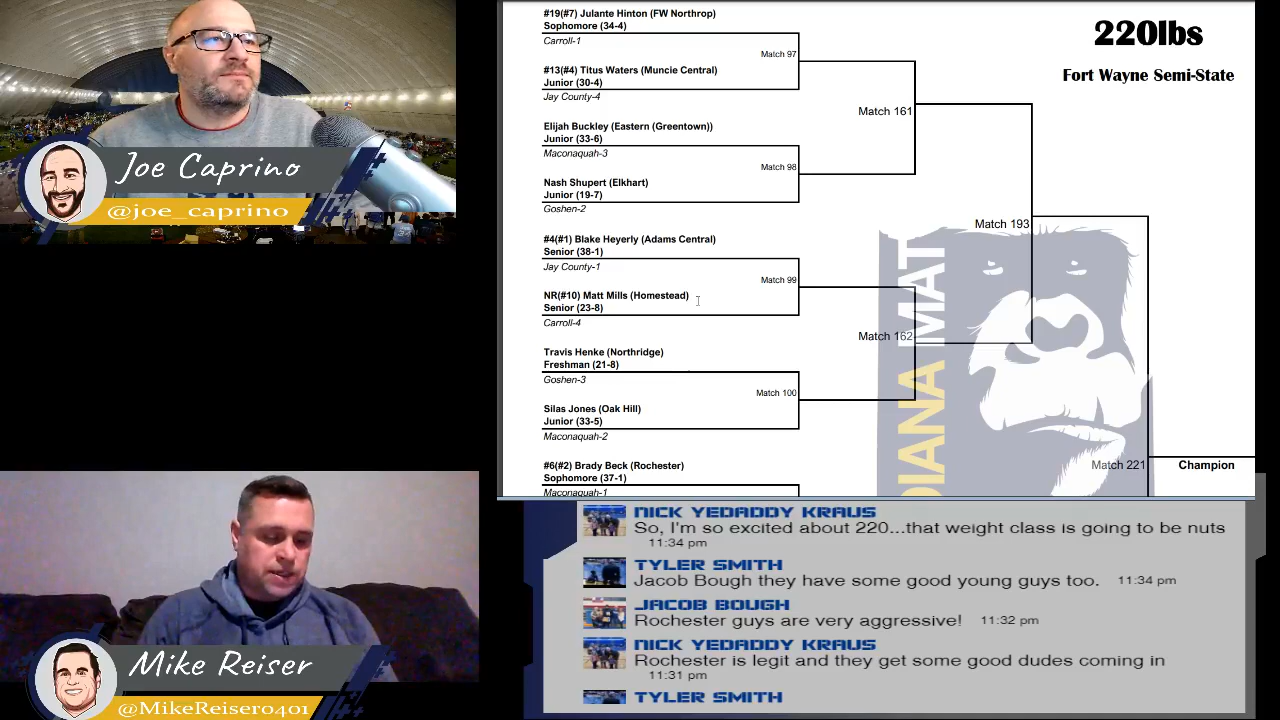 Joe Caprino
@joe_caprino
#19(#7) Julante Hinton (FW Northrop)
Sophomore (34-4)
Carroll-1
Match 97
#13(#4) Titus Waters (Muncie Central)
Junior (30-4)
Jay County-4
Match 161
Elijah Buckley (Eastern (Greentown))
Junior (33-6)
Maconaquah-3
Match 98
Nash Shupert (Elkhart)
Junior (19-7)
Goshen-2
Match 193
#4(#1) Blake Heyerly (Adams Central)
Senior (38-1)
Jay County-1
Match 99
NR(#10) Matt Mills (Homestead)
Senior (23-8)
Carroll-4
Match 162
Travis Henke (Northridge)
Freshman (21-8)
Goshen-3
Match 100
Silas Jones (Oak Hill)
Junior (33-5)
Maconaquah-2
#6(#2) Brady Beck (Rochester)
Sophomore (37-1)
Maconaquah-1
Match 221
Champion
220lbs
Fort Wayne Semi-State
DIANA MAT
Mike Reiser
@MikeReiser0401
NICK YEDADDY KRAUS
So, I'm so excited about 220...that weight class is going to be nuts
11:34 pm
TYLER SMITH
Jacob Bough they have some good young guys too. 11:34 pm
JACOB BOUGH
Rochester guys are very aggressive! 11:32 pm
NICK YEDADDY KRAUS
Rochester is legit and they get some good dudes coming in
11:31 pm
TYLER SMITH